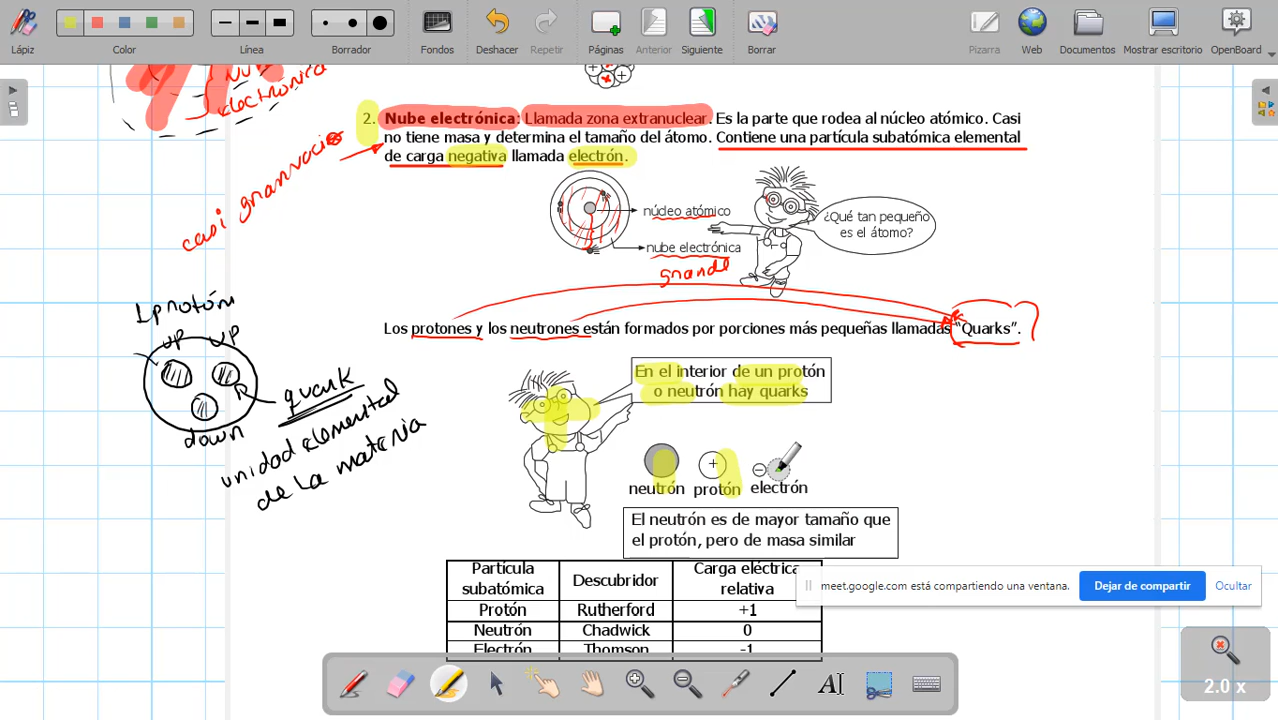 Lápiz
Color
Línea
Borrador
Fondos
Deshacer
Repetir
Páginas
Anterior
Siguiente
Borrar
Pizarra
Web
Documentos
Mostrar escritorio
OpenBoard
electrónica
2. Nube electrónica: Llamada zona extranuclear. Es la parte que rodea al núcleo atómico. Casi
no tiene masa y determina el tamaño del átomo. Contiene una partícula subatómica elemental
de carga negativa llamada electrón.
casi gran vacío
núcleo atómico
nube electrónica
grande
¿Qué tan pequeño
es el átomo?
Los protones y los neutrones están formados por porciones más pequeñas llamadas "Quarks". ?
1 protón
UP UP
down
quark
unidad elemental
de la materia
En el interior de un protón
o neutrón hay quarks
+
−
neutrón protón electrón
El neutrón es de mayor tamaño que
el protón, pero de masa similar
Partícula subatómica Descubridor Carga eléctrica relativa
Protón Rutherford +1
Neutrón Chadwick 0
Electrón Thomson -1
meet.google.com está compartiendo una ventana.
Dejar de compartir
Ocultar
2.0 x